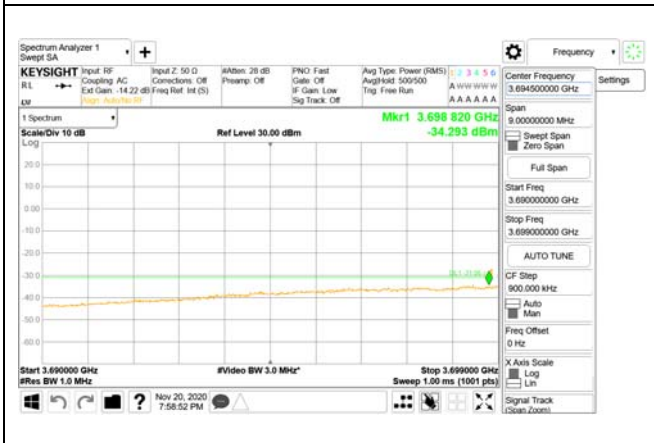 Spectrum Analyzer 1
Swept SA
+
Frequency
KEYSIGHT
RL
Input: RF
Coupling: AC
Ext Gain: -14.22 dB
Align: Auto/No RF
Input Z: 50 Ω
Corrections: Off
Freq Ref: Int (S)
#Atten: 28 dB
Preamp: Off
PNO: Fast
Gate: Off
IF Gain: Low
Sig Track: Off
Avg Type: Power (RMS)
Avg|Hold: 500/500
Trig: Free Run
1 2 3 4 5 6
A W W W W W
A A A A A A
1 Spectrum
Scale/Div 10 dB
Log
Ref Level 30.00 dBm
Mkr1 3.698 820 GHz
-34.293 dBm
20.0
10.0
0.00
-10.0
-20.0
-30.0
-40.0
-50.0
-60.0
Start 3.690000 GHz
#Res BW 1.0 MHz
#Video BW 3.0 MHz*
Stop 3.699000 GHz
Sweep 1.00 ms (1001 pts)
Nov 20, 2020
7:58:52 PM
?
Center Frequency
3.694500000 GHz
Settings
Span
9.00000000 MHz
Swept Span
Zero Span
Full Span
Start Freq
3.690000000 GHz
Stop Freq
3.699000000 GHz
AUTO TUNE
CF Step
900.000 kHz
Auto
Man
Freq Offset
0 Hz
X Axis Scale
Log
Lin
Signal Track
(Span Zoom)